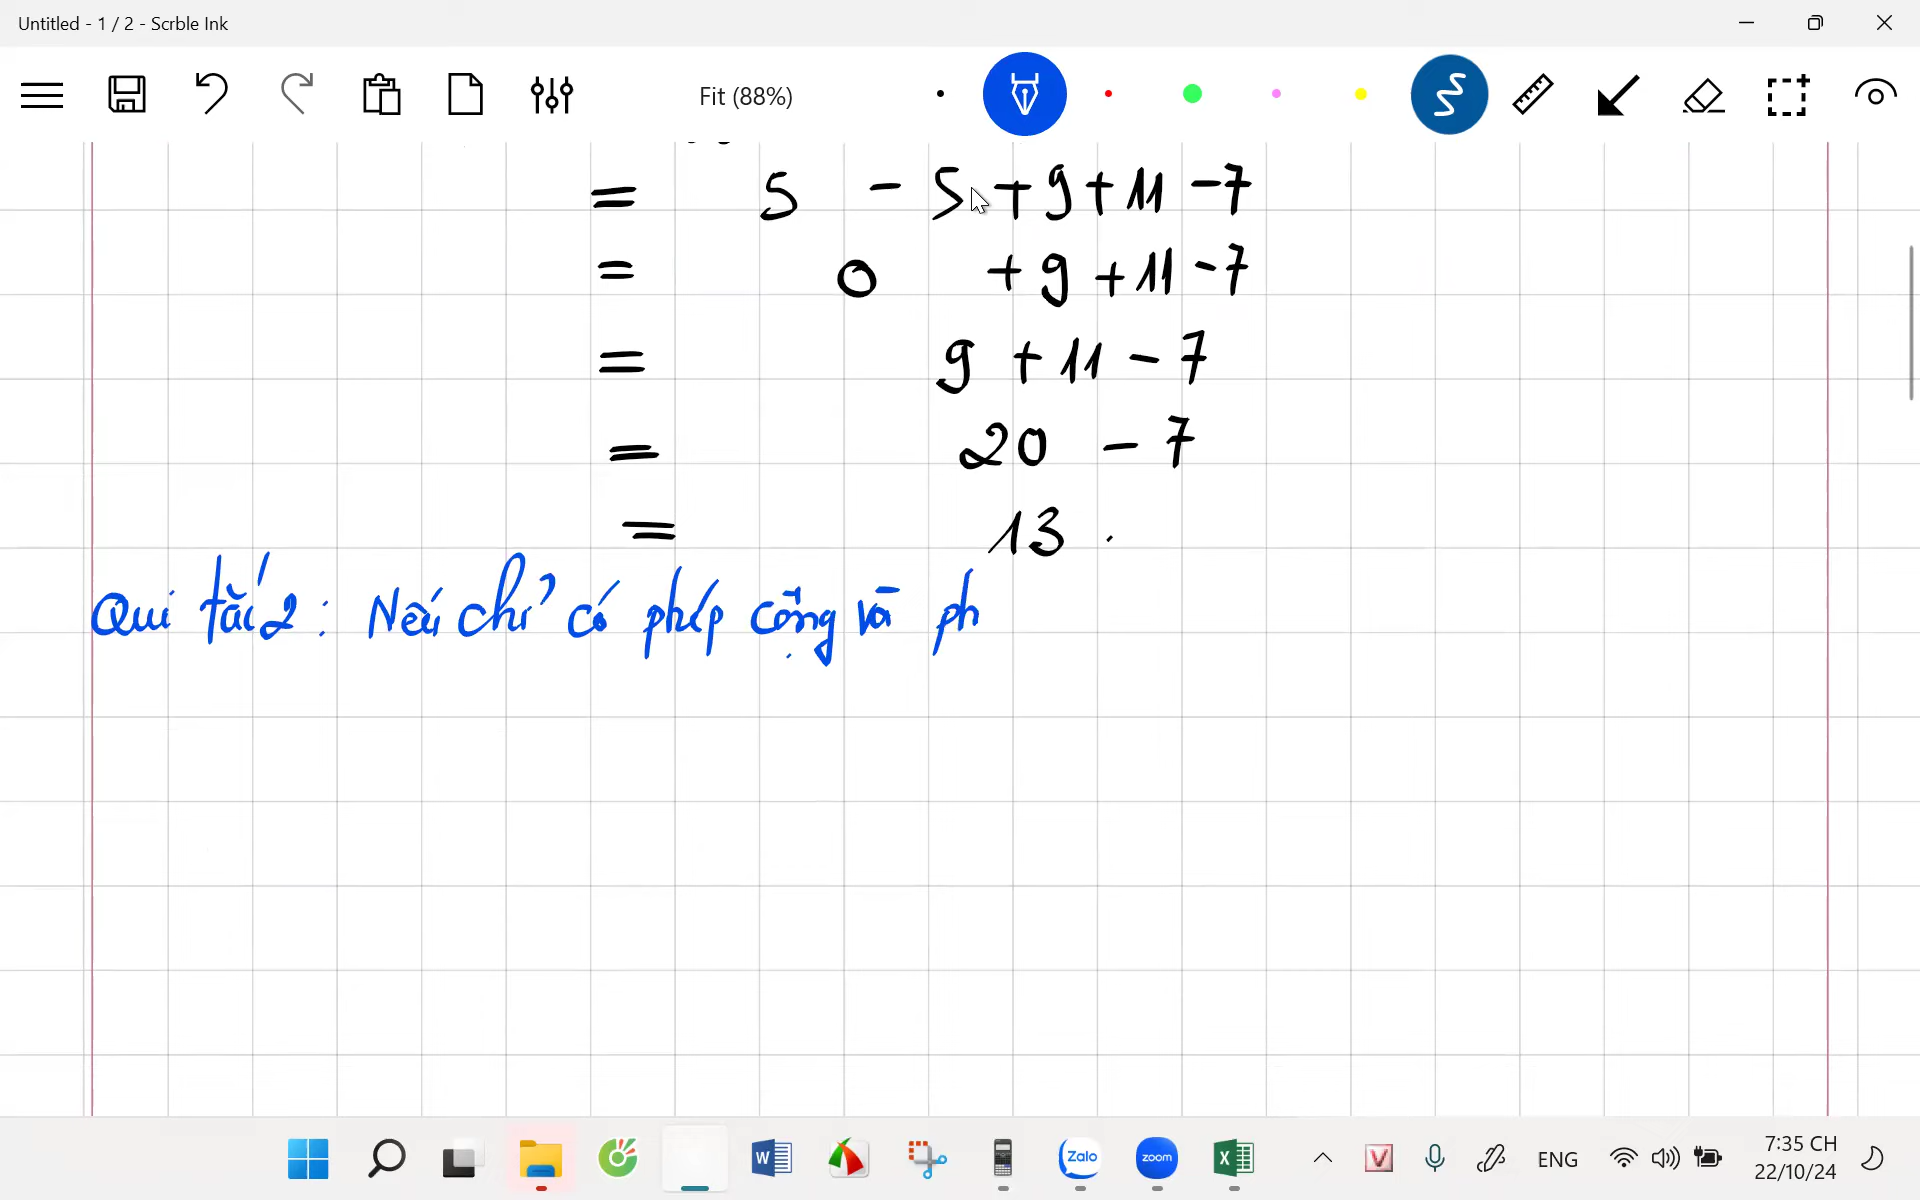 Untitled - 1 / 2 - Scrble Ink
Fit (88%)
= 5 - 5 + 9 + 11 - 7
= 0 + 9 + 11 - 7
= 9 + 11 - 7
= 20 - 7
= 13 .
Qui tắc 2 : Nếu chỉ có phép cộng và ph
W
Zalo
zoom
X
V
ENG
7:35 CH
22/10/24